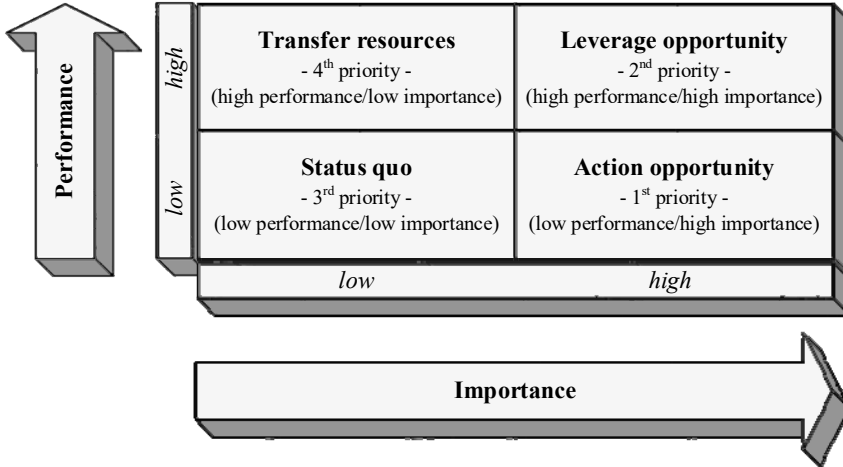 Performance
high
low
Transfer resources
- 4th priority -
(high performance/low importance)
Leverage opportunity
- 2nd priority -
(high performance/high importance)
Status quo
- 3rd priority -
(low performance/low importance)
Action opportunity
- 1st priority -
(low performance/high importance)
low
high
Importance